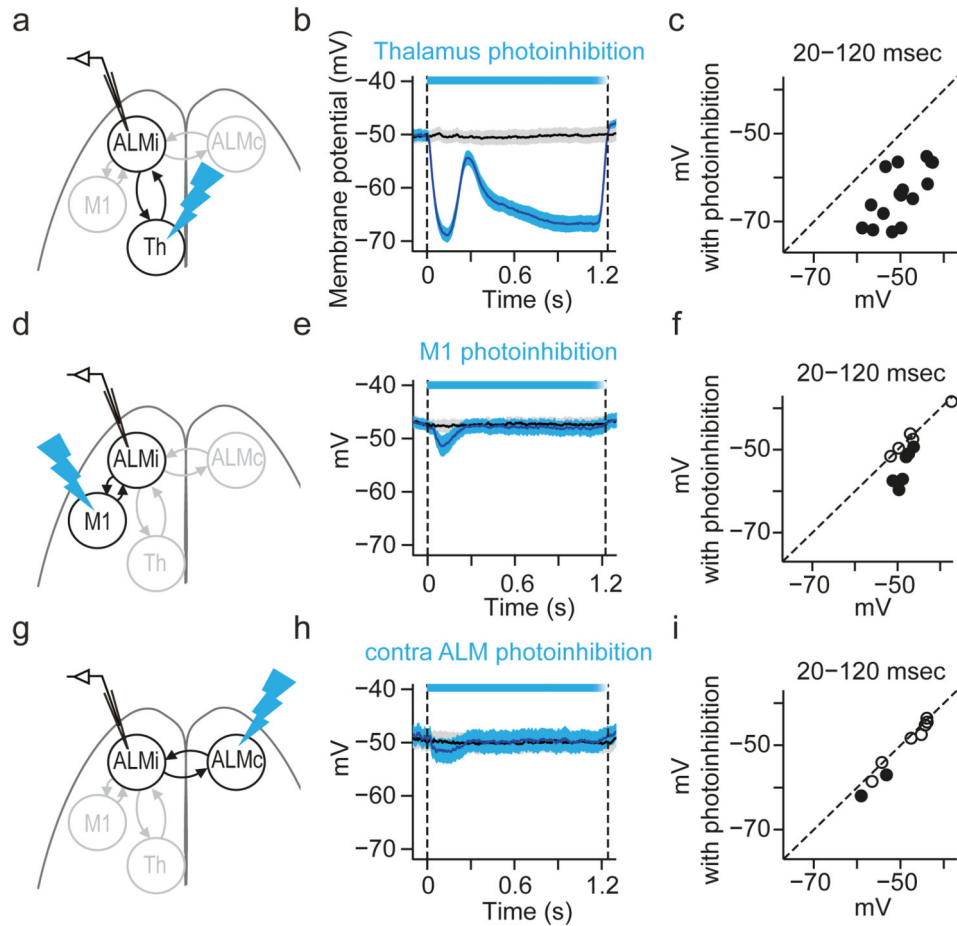 a
ALMi
ALMc
M1
Th
b
Thalamus photoinhibition
Membrane potential (mV)
−40
−50
−60
−70
0
0.6
1.2
Time (s)
c
20−120 msec
mV
with photoinhibition
−50
−70
−70
−50
mV
d
ALMi
ALMc
M1
Th
e
M1 photoinhibition
mV
−40
−50
−60
−70
0
0.6
1.2
Time (s)
f
20−120 msec
mV
with photoinhibition
−50
−70
−70
−50
mV
g
ALMi
ALMc
M1
Th
h
contra ALM photoinhibition
mV
−40
−50
−60
−70
0
0.6
1.2
Time (s)
i
20−120 msec
mV
with photoinhibition
−50
−70
−70
−50
mV